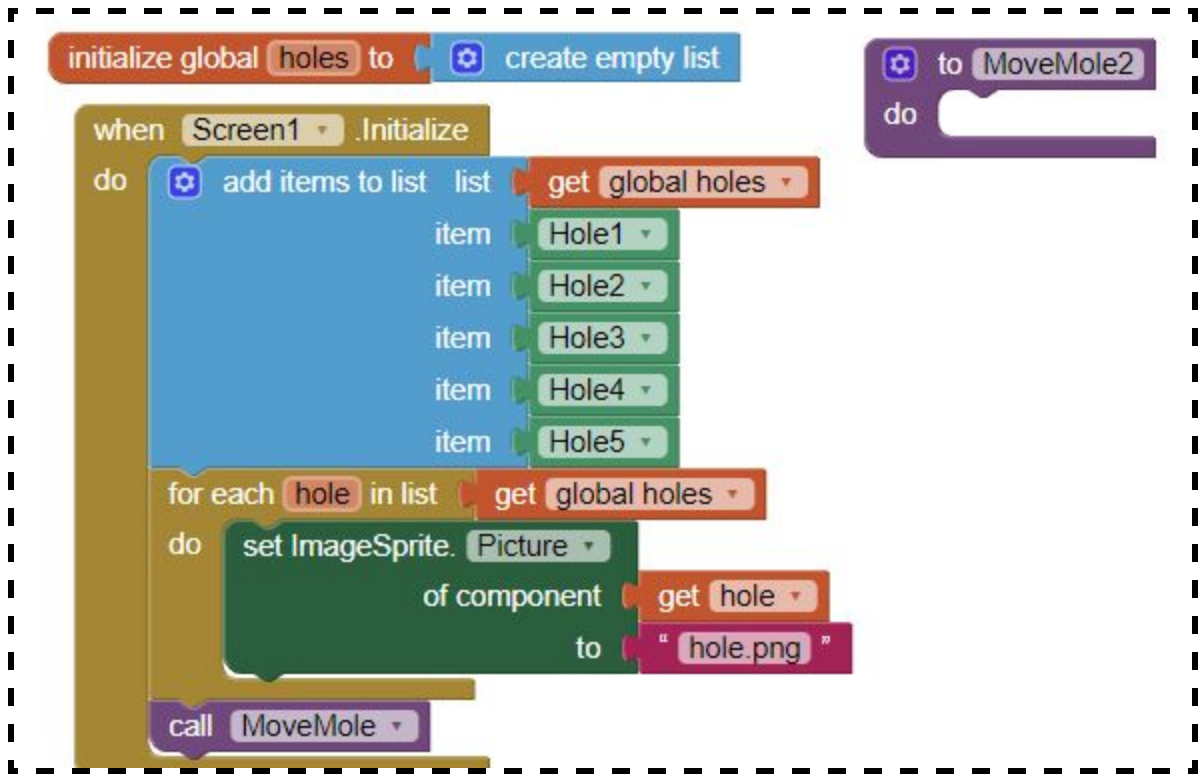 initialize global holes to create empty list
to MoveMole2
do
when Screen1 .Initialize
do add items to list list get global holes
item Hole1
item Hole2
item Hole3
item Hole4
item Hole5
for each hole in list get global holes
do set ImageSprite. Picture
of component get hole
to “ hole.png ”
call MoveMole